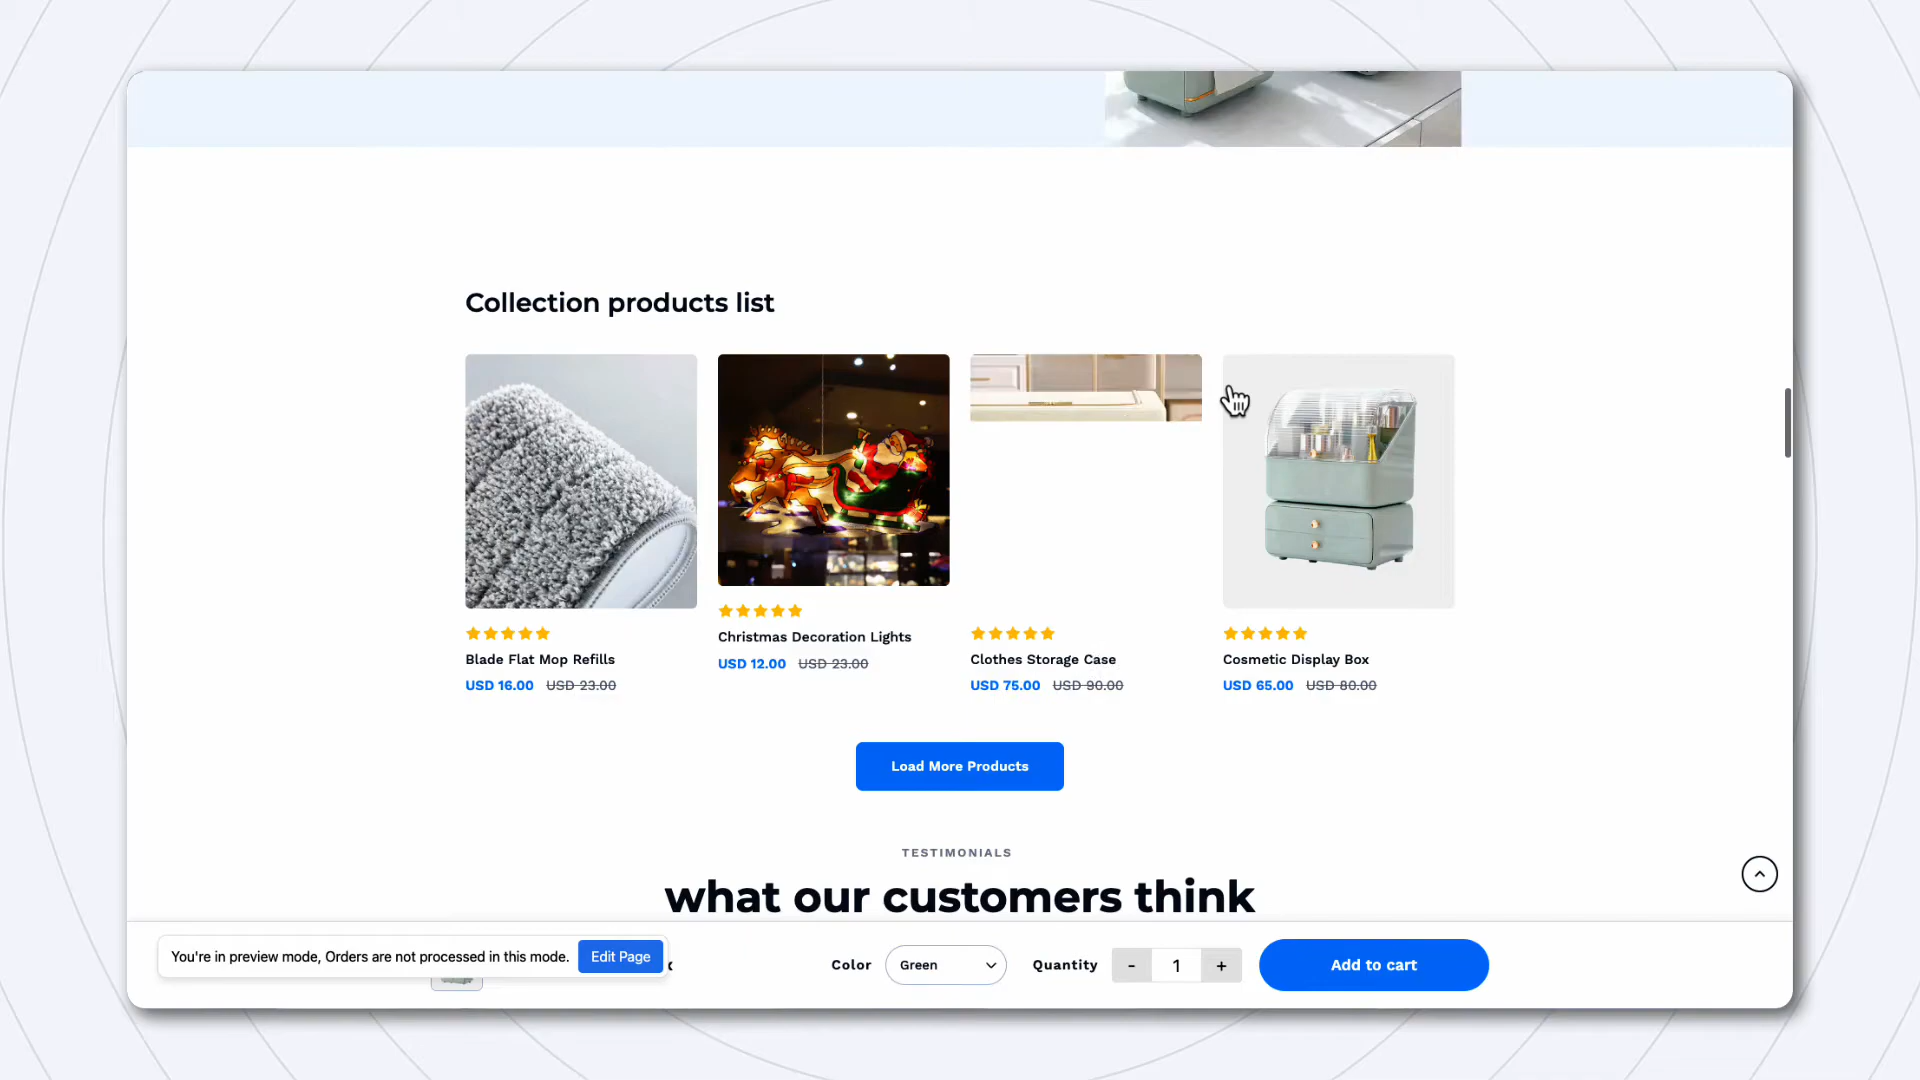 Collection products list
Blade Flat Mop Refills
USD 16.00 USD 23.00
Christmas Decoration Lights
USD 12.00 USD 23.00
Clothes Storage Case
USD 75.00 USD 90.00
Cosmetic Display Box
USD 65.00 USD 80.00
Load More Products
TESTIMONIALS
what our customers think
You're in preview mode, Orders are not processed in this mode. Edit Page
Color Green Quantity - 1 + Add to cart